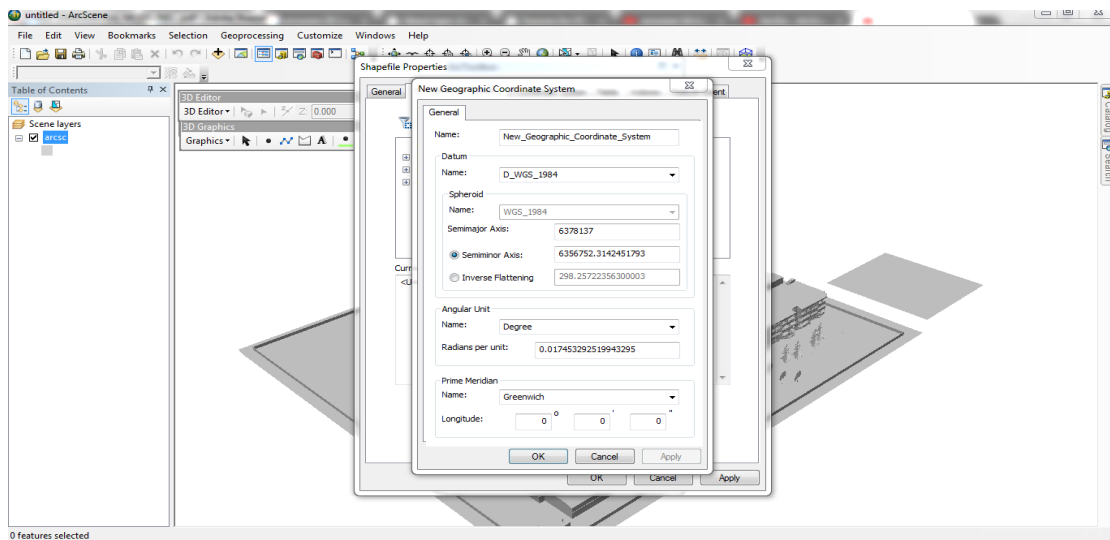 untitled - ArcScene
File Edit View Bookmarks Selection Geoprocessing Customize Windows Help
Shapefile Properties
Table of Contents
3D Editor
General
New Geographic Coordinate System
3D Editor Z: 0.000
Scene layers
General
3D Graphics
arcsc
Graphics A
Name: New_Geographic_Coordinate_System
Datum
Name: D_WGS_1984
Spheroid
Name: WGS_1984
Semimajor Axis: 6378137
Semiminor Axis: 6356752.3142451793
Curr
Inverse Flattening 298.25722356300003
<U
Angular Unit
Name: Degree
Radians per unit: 0.017453292519943295
Prime Meridian
Name: Greenwich
Longitude: 0 ° 0 ' 0 "
OK Cancel Apply
OK Cancel Apply
0 features selected
Catalog
Search